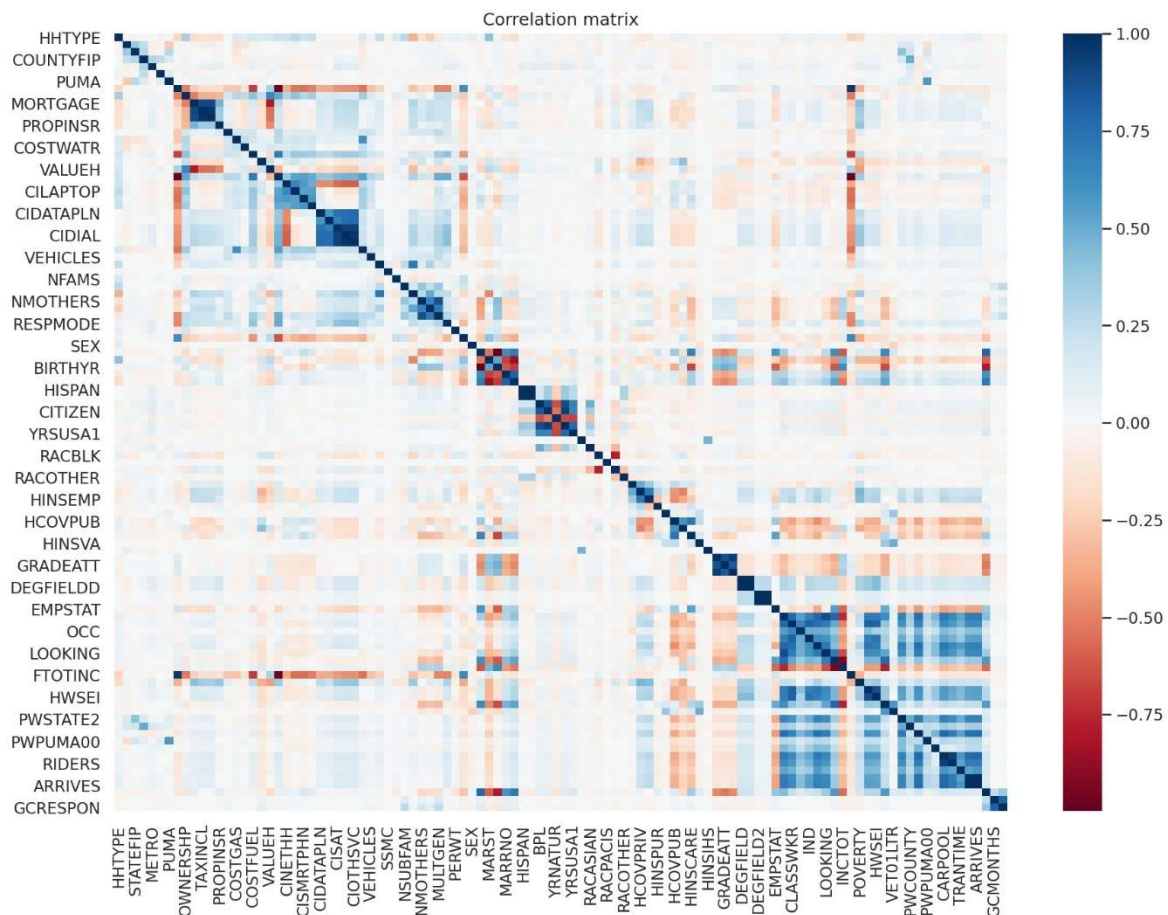 Correlation matrix
HHTYPE
COUNTYFIP
PUMA
MORTGAGE
PROPINSR
COSTWATR
VALUEH
CILAPTOP
CIDATAPLN
CIDIAL
VEHICLES
NFAMS
NMOTHERS
RESPMODE
SEX
BIRTHYR
HISPAN
CITIZEN
YRSUSA1
RACBLK
RACOTHER
HINSEMP
HCOVPUB
HINSVA
GRADEATT
DEGFIELDD
EMPSTAT
OCC
LOOKING
FTOTINC
HWSEI
PWSTATE2
PWPUMA00
RIDERS
ARRIVES
GCRESPON
HHTYPE
STATEFIP
METRO
PUMA
OWNERSHP
TAXINCL
PROPINSR
COSTGAS
COSTFUEL
VALUEH
CINETHH
CISMRTPHN
CIDATAPLN
CISAT
CIOTHSVC
VEHICLES
SSMC
NSUBFAM
NMOTHERS
MULTGEN
PERWT
SEX
MARST
MARRNO
HISPAN
BPL
YRNATUR
YRSUSA1
RACASIAN
RACPACIS
RACOTHER
HCOVPRIV
HINSPUR
HCOVPUB
HINSCARE
HINSIHS
GRADEATT
DEGFIELD
DEGFIELD2
EMPSTAT
CLASSWKR
IND
LOOKING
INCTOT
POVERTY
HWSEI
VET01LTR
PWCOUNTY
PWPUMA00
CARPOOL
TRANTIME
ARRIVES
GCMONTHS
1.00
0.75
0.50
0.25
0.00
−0.25
−0.50
−0.75